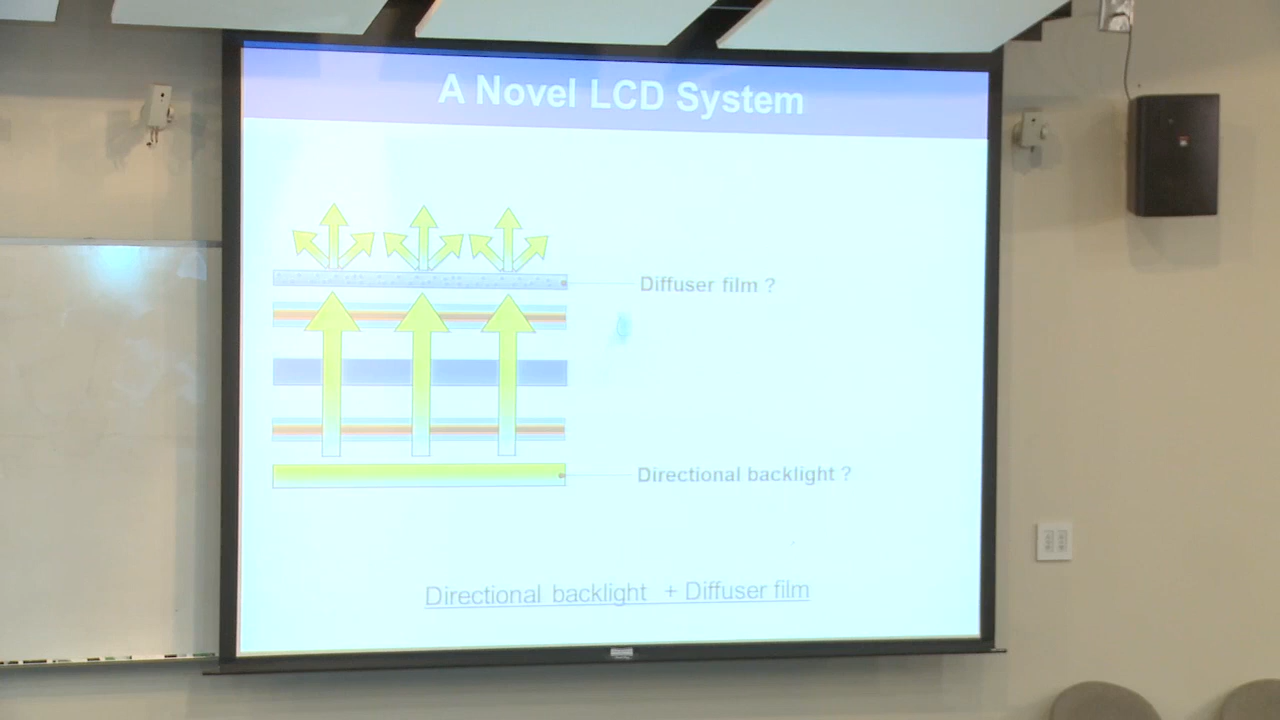 A Novel LCD System
Diffuser film ?
Directional backlight ?
Directional backlight + Diffuser film